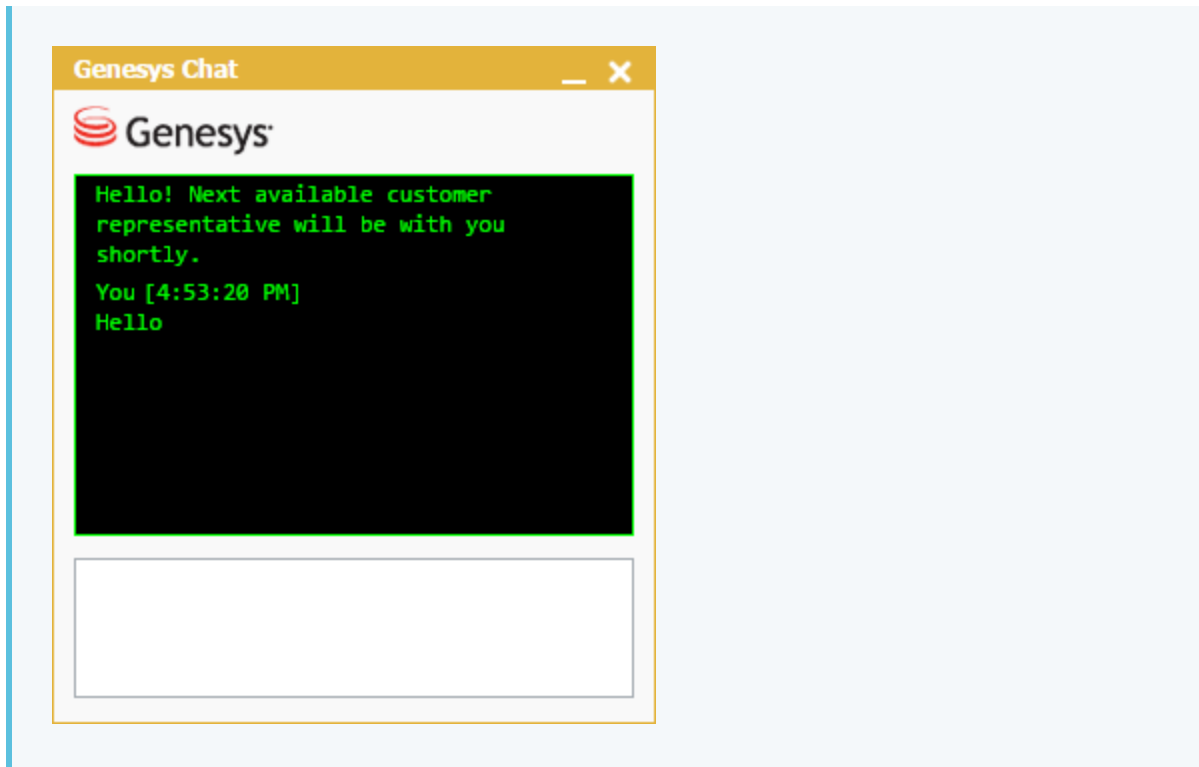 Genesys Chat
Genesys
Hello! Next available customer
representative will be with you
shortly.
You [4:53:20 PM]
Hello